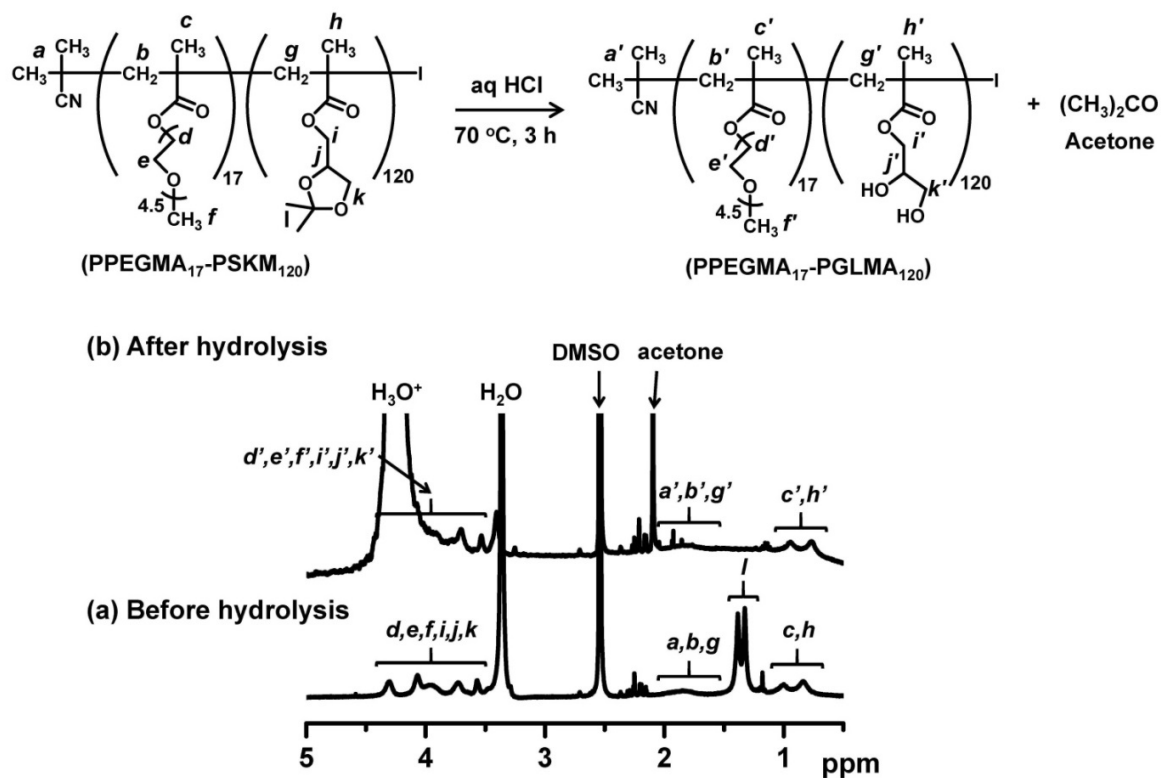 a CH₃ b c CH₃ g h CH₃ I
CH₃ CN CH₂ CH₂
O O O O
d i
e j
O O k
17 120
4.5 l O
CH₃ f
(PPEGMA₁₇-PSKM₁₂₀)
aq HCl
70 °C, 3 h
a' CH₃ b' c' CH₃ g' h' CH₃ I
CH₃ CN CH₂ CH₂
O O O O
d' i'
e' j'
O HO k'
17 120
4.5 HO
CH₃ f'
(PPEGMA₁₇-PGLMA₁₂₀)
+ (CH₃)₂CO
Acetone
(b) After hydrolysis
DMSO acetone
H₃O⁺ H₂O
d',e',f',i',j',k'
a',b',g'
c',h'
(a) Before hydrolysis
d,e,f,i,j,k
a,b,g
l
c,h
5 4 3 2 1 ppm